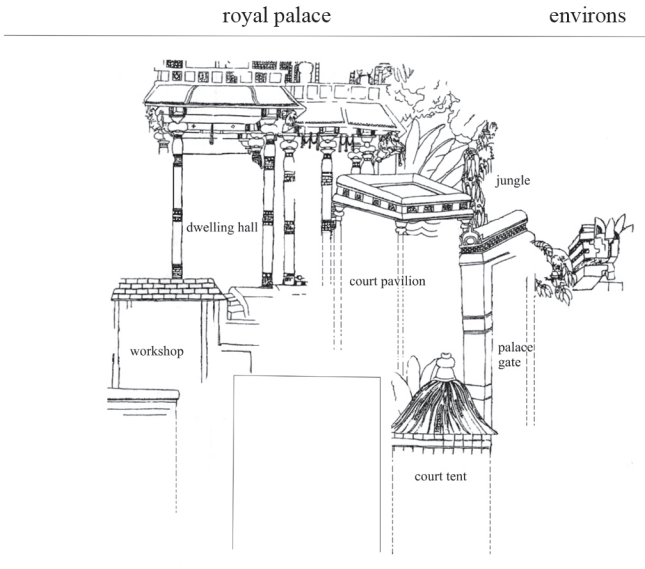 royal palace
environs
jungle
dwelling hall
court pavilion
workshop
palace
gate
court tent